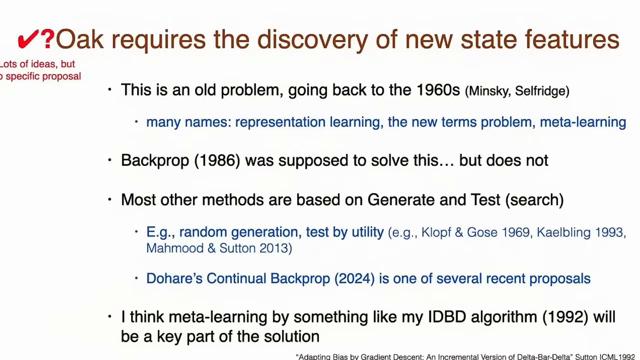 ✔?Oak requires the discovery of new state features
Lots of ideas, but
o specific proposal
• This is an old problem, going back to the 1960s (Minsky, Selfridge)
• many names: representation learning, the new terms problem, meta-learning
• Backprop (1986) was supposed to solve this… but does not
• Most other methods are based on Generate and Test (search)
• E.g., random generation, test by utility (e.g., Klopf & Gose 1969, Kaelbling 1993,
Mahmood & Sutton 2013)
• Dohare's Continual Backprop (2024) is one of several recent proposals
• I think meta-learning by something like my IDBD algorithm (1992) will
be a key part of the solution
"Adapting Bias by Gradient Descent: An Incremental Version of Delta-Bar-Delta" Sutton ICML1992